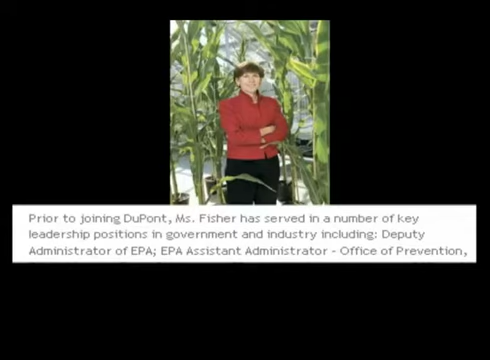 Prior to joining DuPont, Ms. Fisher has served in a number of key
leadership positions in government and industry including: Deputy
Administrator of EPA; EPA Assistant Administrator - Office of Prevention,